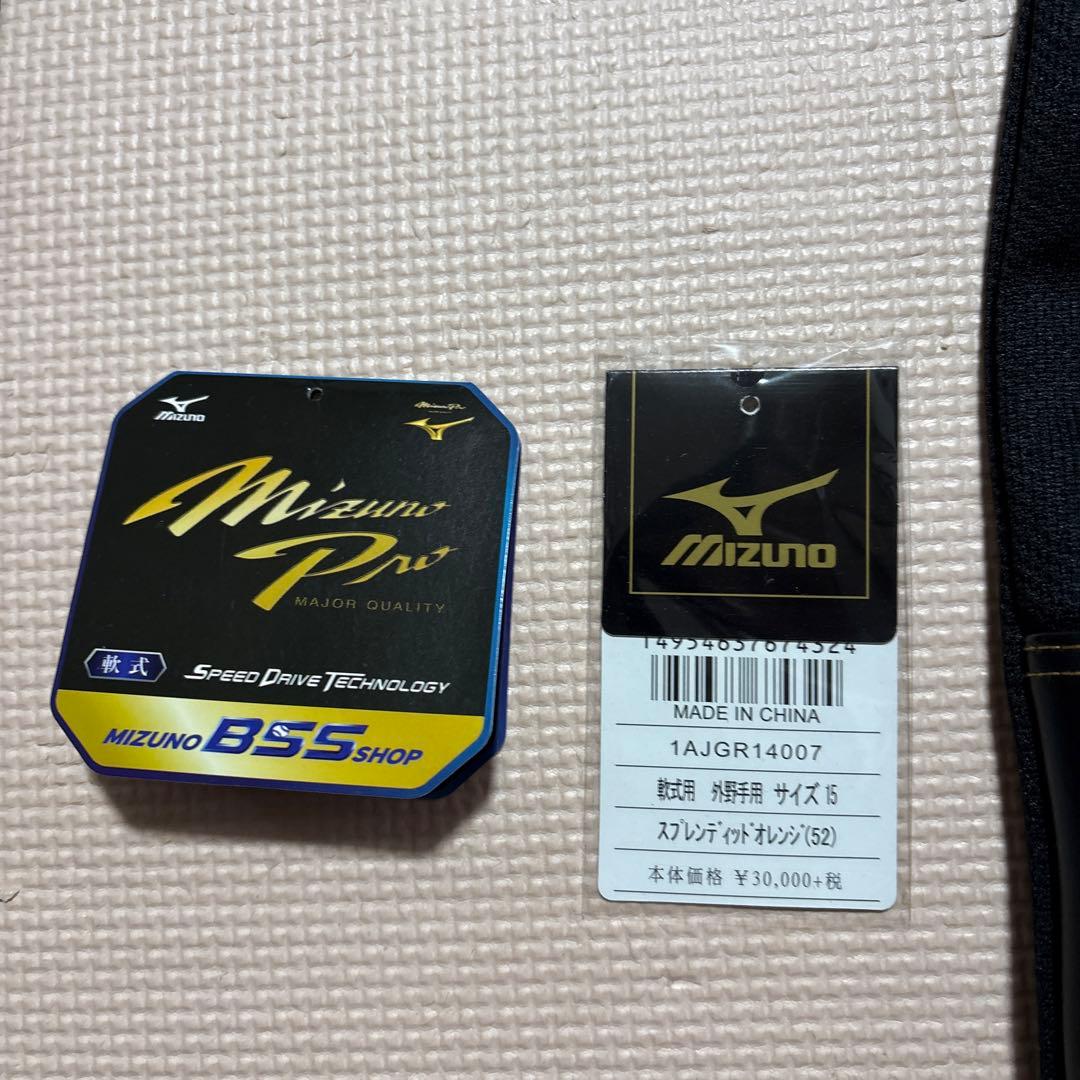 MIZUNO
Mizuno Pro
Mizuno
Pro
MAJOR QUALITY
軟式
SPEED DRIVE TECHNOLOGY
MIZUNO BSS SHOP
MIZUNO
MADE IN CHINA
1AJGR14007
軟式用 外野手用 サイズ 15
スプレンディッドオレンジ(52)
本体価格 ¥30,000+税